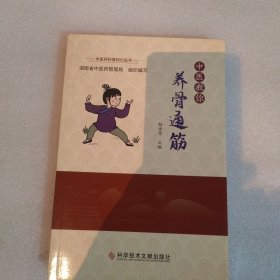 中医药科普知识丛书
湖南省中医药管理局 组织编写
中医教你
养骨通筋
主编
科学技术文献出版社